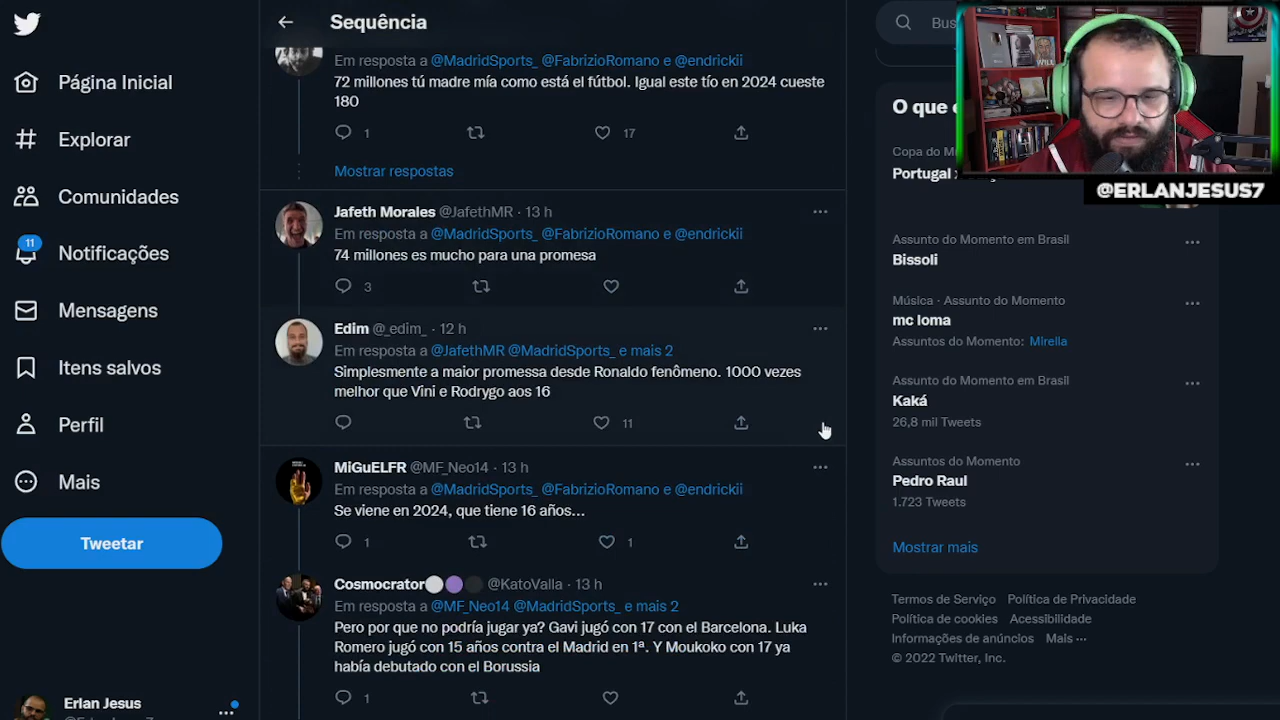 Página Inicial
Explorar
Comunidades
11
Notificações
Mensagens
Itens salvos
Perfil
Mais
Tweetar
Erlan Jesus
Sequência
Em resposta a @MadridSports_ @FabrizioRomano e @endrickii
72 millones tú madre mía como está el fútbol. Igual este tío en 2024 cueste
180
1
17
Mostrar respostas
Jafeth Morales @JafethMR · 13 h
Em resposta a @MadridSports_ @FabrizioRomano e @endrickii
74 millones es mucho para una promesa
3
Edim @_edim_ · 12 h
Em resposta a @JafethMR @MadridSports_ e mais 2
Simplesmente a maior promessa desde Ronaldo fenômeno. 1000 vezes
melhor que Vini e Rodrygo aos 16
11
MiGuELFR @MF_Neo14 · 13 h
Em resposta a @MadridSports_ @FabrizioRomano e @endrickii
Se viene en 2024, que tiene 16 años...
1
1
Cosmocrator @KatoValla · 13 h
Em resposta a @MF_Neo14 @MadridSports_ e mais 2
Pero por que no podría jugar ya? Gavi jugó con 17 con el Barcelona. Luka
Romero jugó con 15 años contra el Madrid en 1ª. Y Moukoko con 17 ya
había debutado con el Borussia
1
Bus
WILL
@ERLANJESUS7
O que
Copa do M
Portugal x
Assunto do Momento em Brasil
Bissoli
Música · Assunto do Momento
mc loma
Assuntos do Momento: Mirella
Assunto do Momento em Brasil
Kaká
26,8 mil Tweets
Assuntos do Momento
Pedro Raul
1.723 Tweets
Mostrar mais
Termos de Serviço Política de Privacidade
Política de cookies Acessibilidade
Informações de anúncios Mais ···
© 2022 Twitter, Inc.